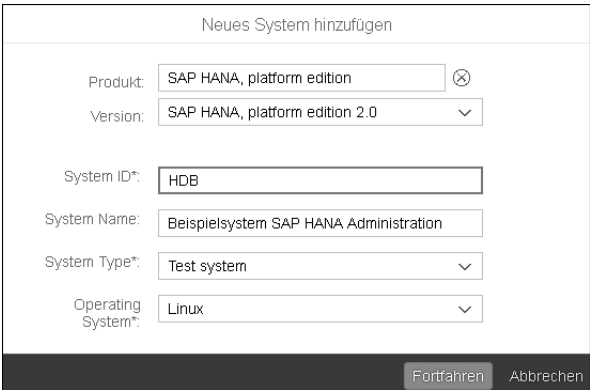 Neues System hinzufügen
Produkt: SAP HANA, platform edition
Version: SAP HANA, platform edition 2.0
System ID*: HDB
System Name: Beispielsystem SAP HANA Administration
System Type*: Test system
Operating System*: Linux
Fortfahren Abbrechen